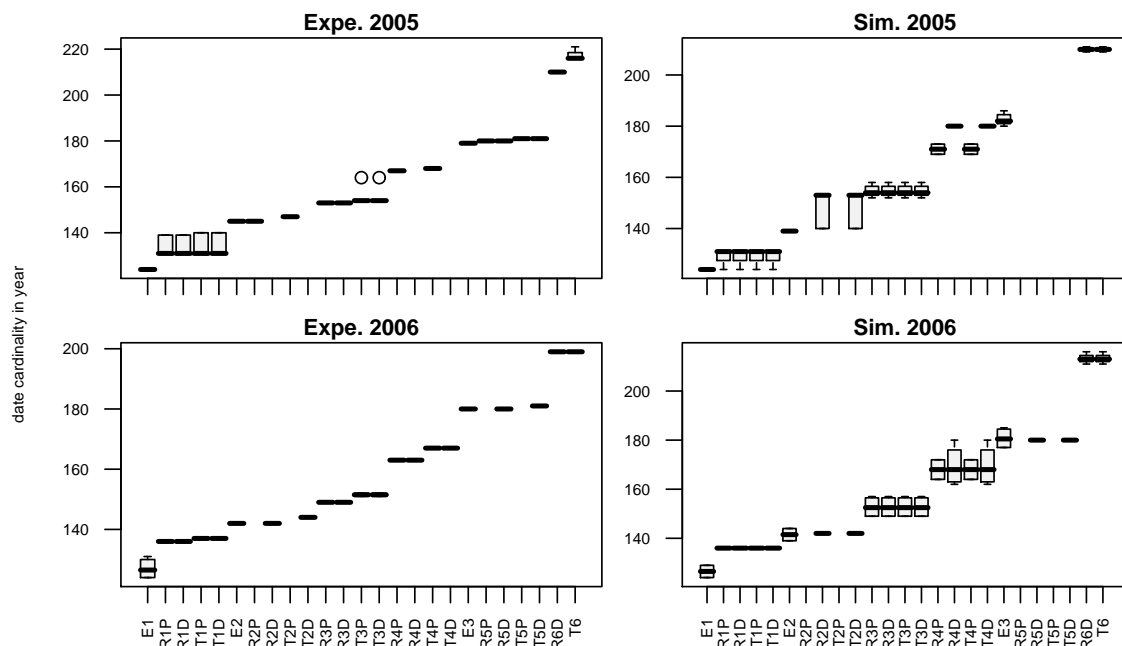 Expe. 2005
Sim. 2005
220
200
180
160
140
200
180
160
140
date cardinality in year
Expe. 2006
Sim. 2006
200
180
160
140
200
180
160
140
E1 R1P R1D T1P T1D E2 R2P R2D T2P T2D R3P R3D T3P T3D R4P R4D T4P T4D E3 R5P R5D T5P T5D R6D T6
E1 R1P R1D T1P T1D E2 R2P R2D T2P T2D R3P R3D T3P T3D R4P R4D T4P T4D E3 R5P R5D T5P T5D R6D T6